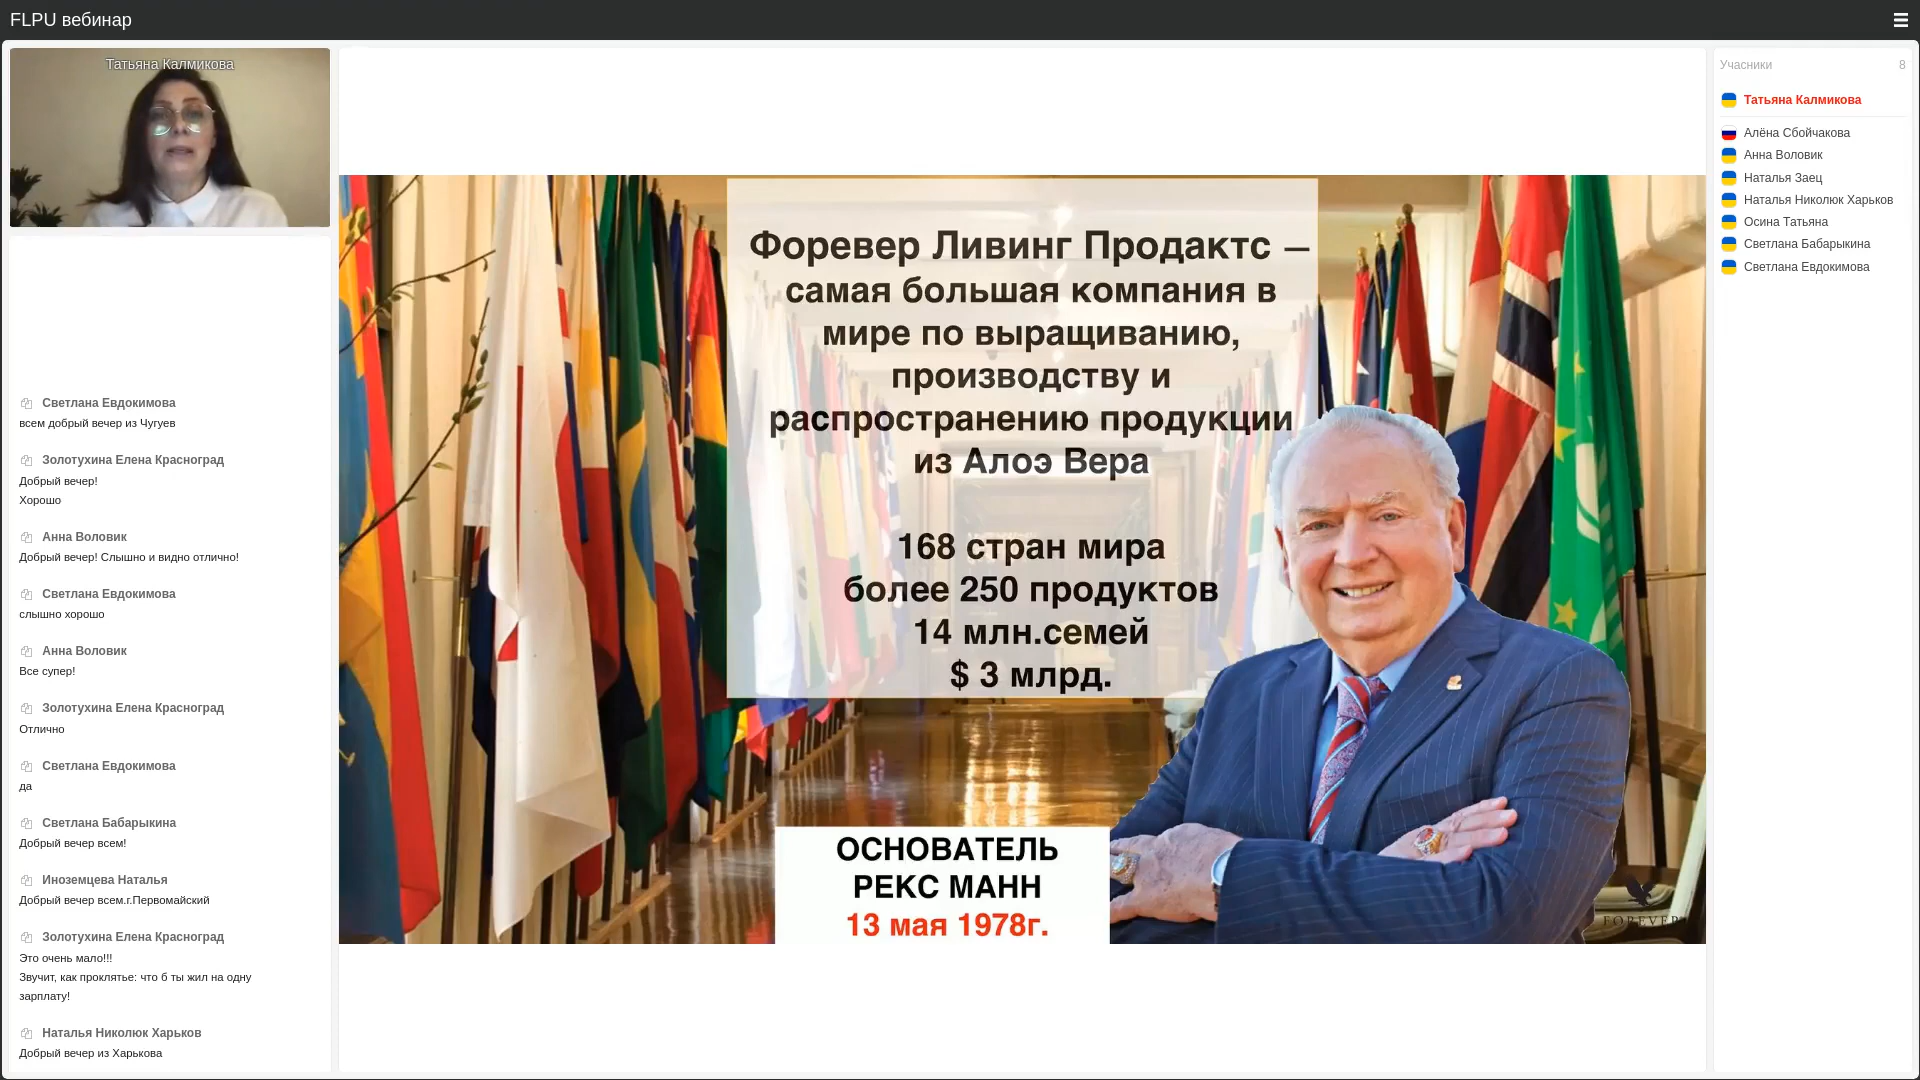 FLPU вебинар
Татьяна Калмикова
Светлана Евдокимова
всем добрый вечер из Чугуев
Золотухина Елена Красноград
Добрый вечер!
Хорошо
Анна Воловик
Добрый вечер! Слышно и видно отлично!
Светлана Евдокимова
слышно хорошо
Анна Воловик
Все супер!
Золотухина Елена Красноград
Отлично
Светлана Евдокимова
да
Светлана Бабарыкина
Добрый вечер всем!
Иноземцева Наталья
Добрый вечер всем.г.Первомайский
Золотухина Елена Красноград
Это очень мало!!!
Звучит, как проклятье: что б ты жил на одну
зарплату!
Наталья Николюк Харьков
Добрый вечер из Харькова
Форевер Ливинг Продактс –
самая большая компания в
мире по выращиванию,
производству и
распространению продукции
из Алоэ Вера
168 стран мира
более 250 продуктов
14 млн.семей
$ 3 млрд.
ОСНОВАТЕЛЬ
РЕКС МАНН
13 мая 1978г.
FOREVER
Учасники 8
Татьяна Калмикова
Алёна Сбойчакова
Анна Воловик
Наталья Заец
Наталья Николюк Харьков
Осина Татьяна
Светлана Бабарыкина
Светлана Евдокимова